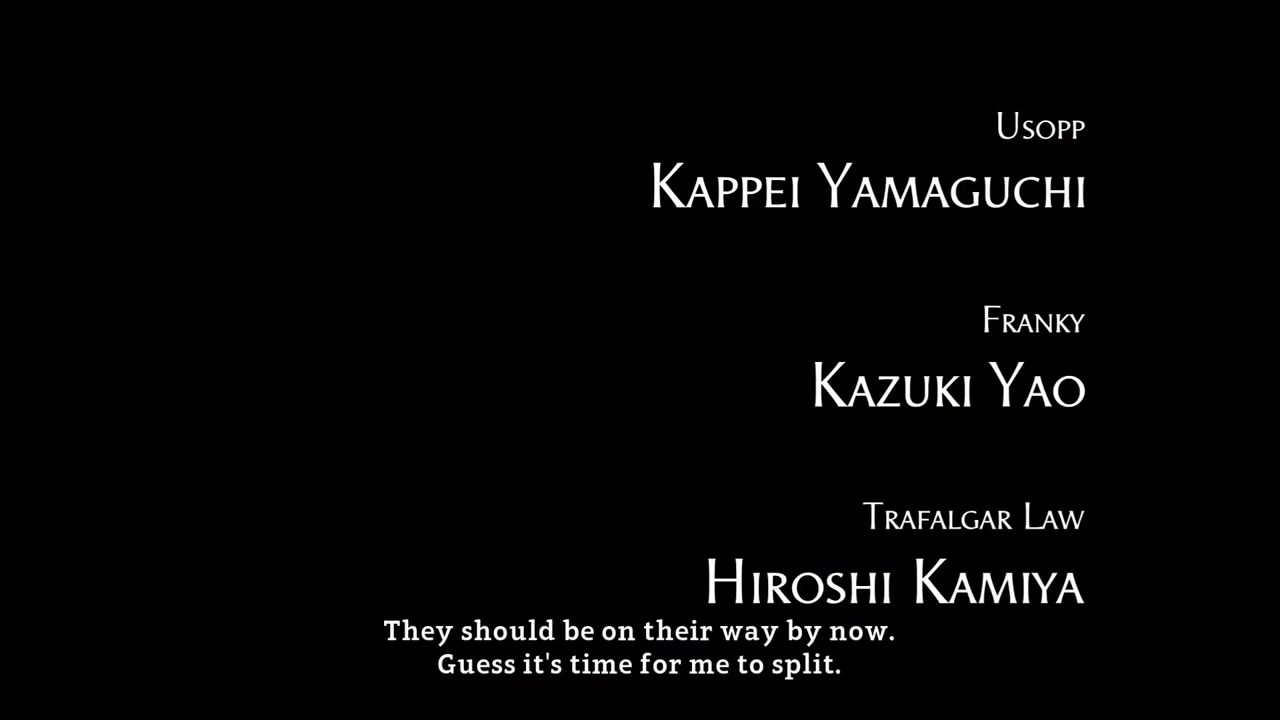 Usopp
Kappei Yamaguchi
Franky
Kazuki Yao
Trafalgar Law
Hiroshi Kamiya
They should be on their way by now.
Guess it's time for me to split.